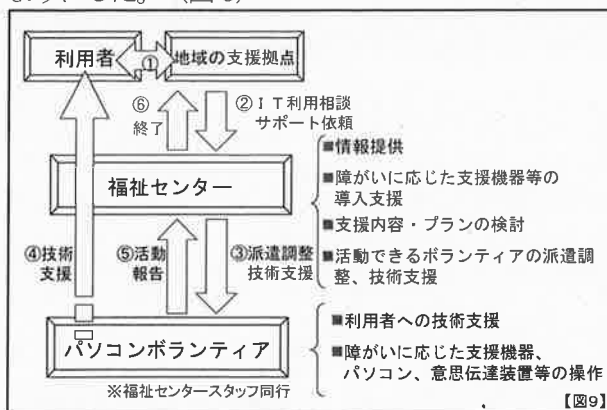 利用者
①
地域の支援拠点
⑥
終了
②ＩＴ利用相談
サポート依頼
福祉センター
■情報提供
■障がいに応じた支援機器等の
導入支援
■支援内容・プランの検討
■活動できるボランティアの派遣調
整、技術支援
④技術
支援
⑤活動
報告
③派遣調整
技術支援
パソコンボランティア
※福祉センタースタッフ同行
■利用者への技術支援
■障がいに応じた支援機器、
パソコン、意思伝達装置等の操作
【図9】